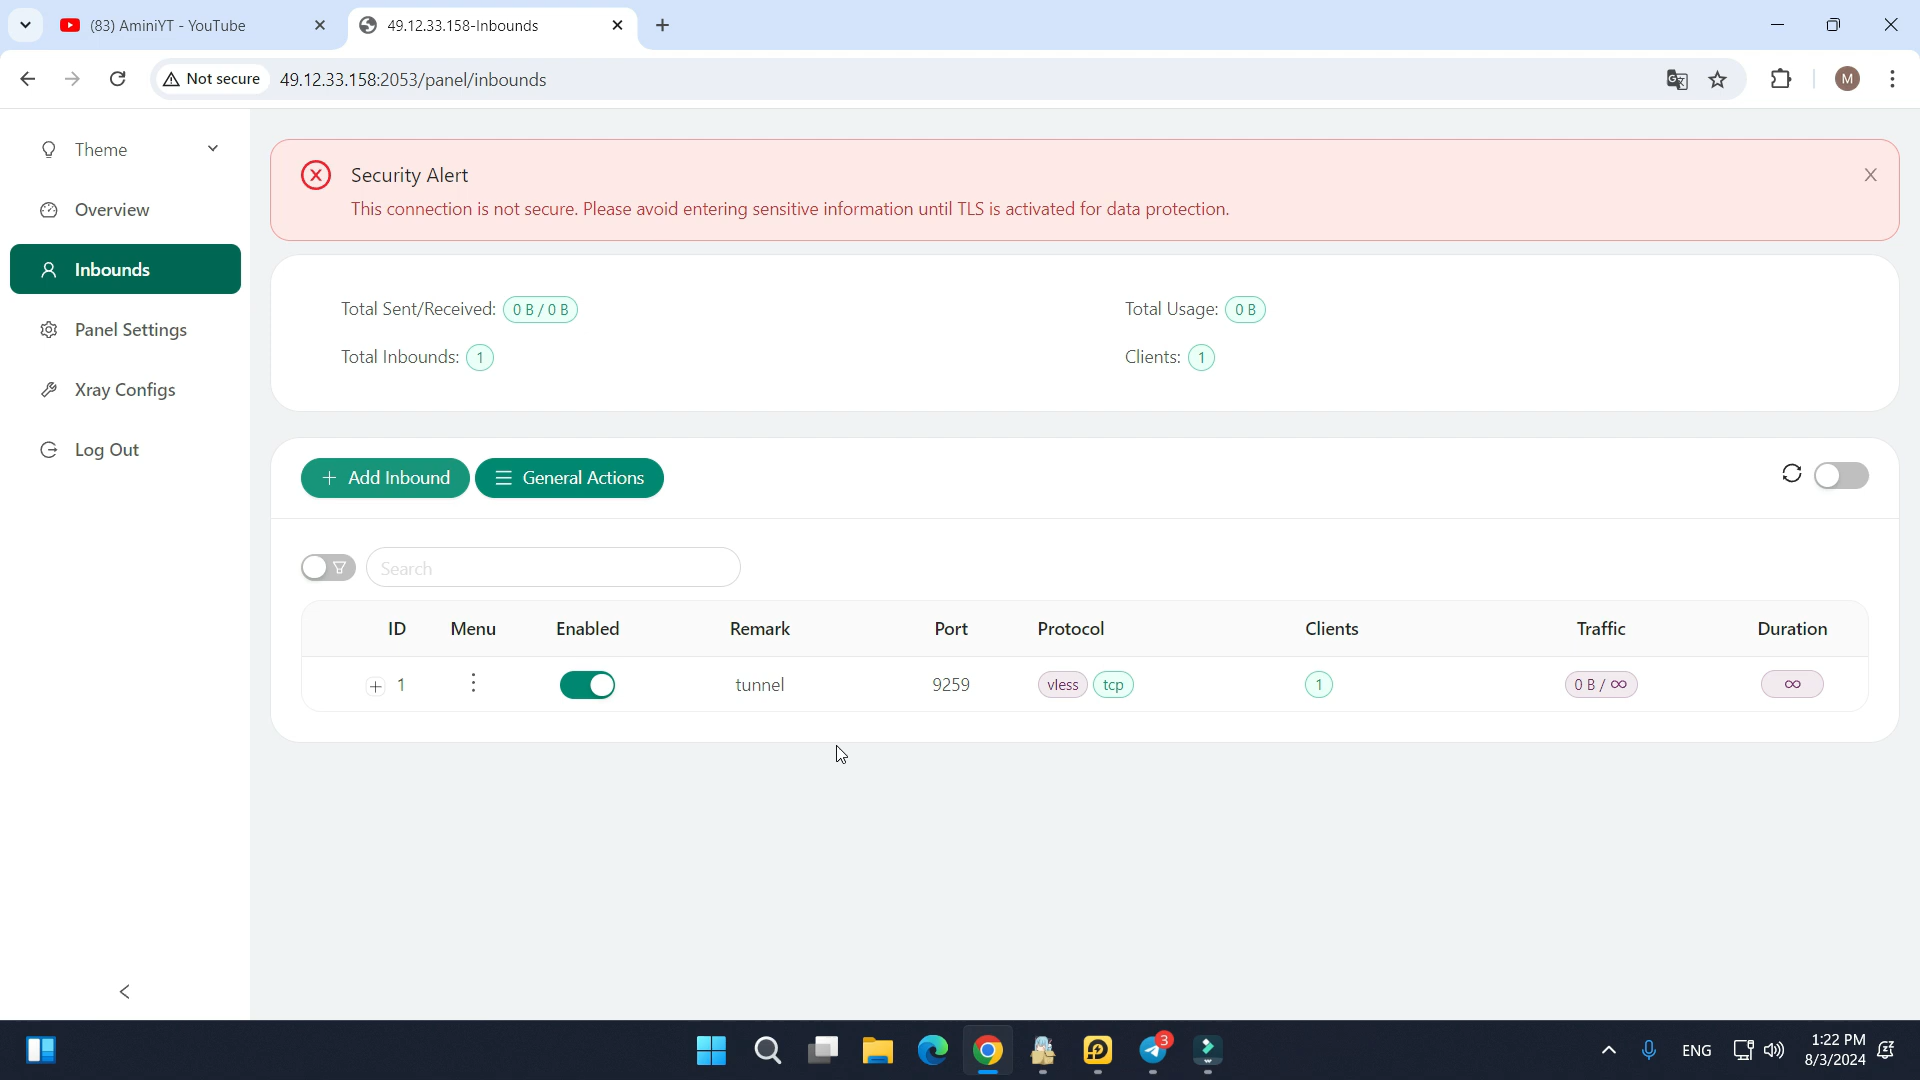 (83) AminiYT - YouTube
49.12.33.158-Inbounds
Not secure
49.12.33.158:2053/panel/inbounds
M
Theme
Overview
Inbounds
Panel Settings
Xray Configs
Log Out
Security Alert
This connection is not secure. Please avoid entering sensitive information until TLS is activated for data protection.
Total Sent/Received: 0 B / 0 B
Total Usage: 0 B
Total Inbounds: 1
Clients: 1
+ Add Inbound
General Actions
Search
ID Menu Enabled Remark Port Protocol Clients Traffic Duration
1 tunnel 9259 vless tcp 1 0 B / ∞ ∞
3
ENG
1:22 PM
8/3/2024